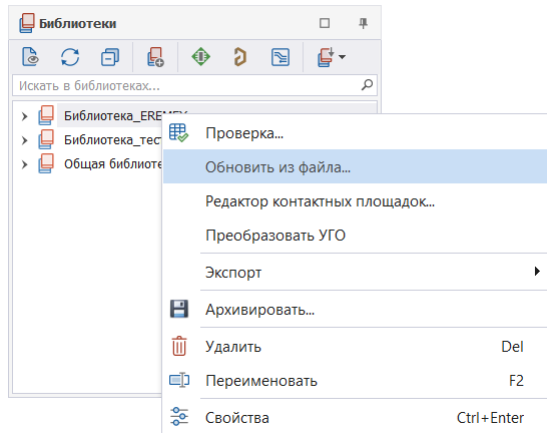 Библиотеки
Искать в библиотеках...
Библиотека_EREMEX
Библиотека_тес
Общая библиоте
Проверка...
Обновить из файла...
Редактор контактных площадок...
Преобразовать УГО
Экспорт
Архивировать...
Удалить Del
Переименовать F2
Свойства Ctrl+Enter